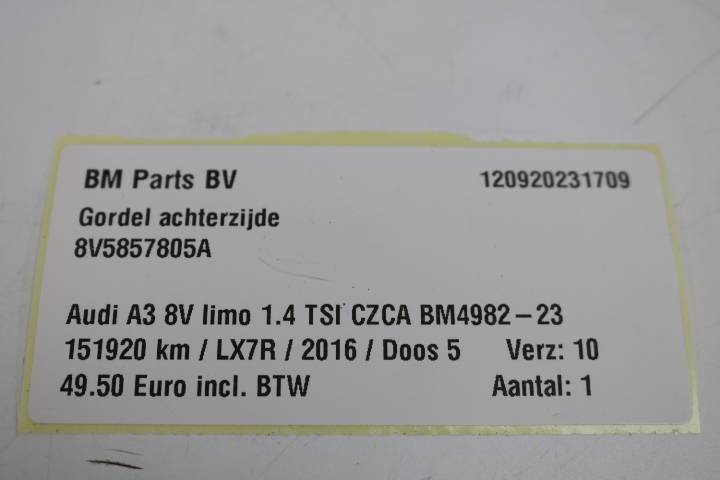 BM Parts BV 120920231709
Gordel achterzijde
8V5857805A
Audi A3 8V limo 1.4 TSI CZCA BM4982-23
151920 km / LX7R / 2016 / Doos 5 Verz: 10
49.50 Euro incl. BTW Aantal: 1